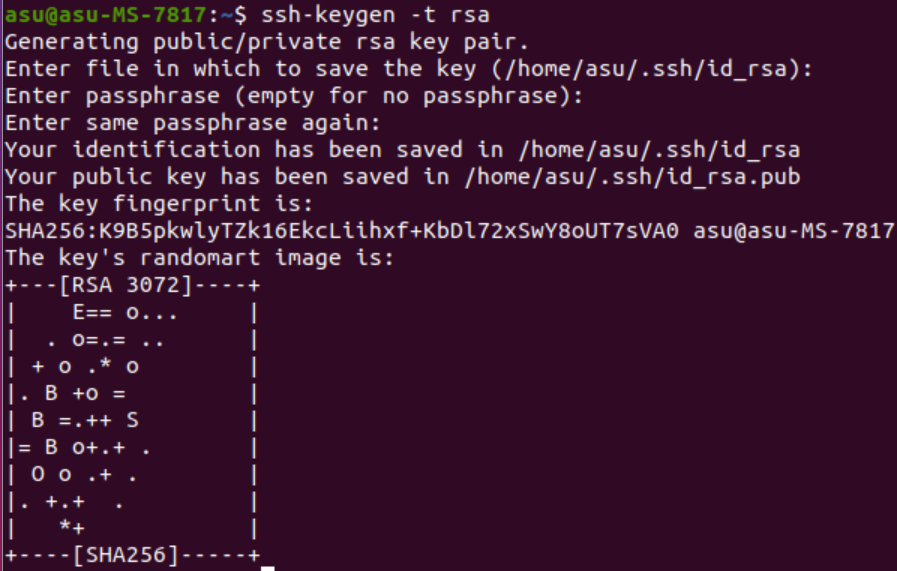 asu@asu-MS-7817:~$ ssh-keygen -t rsa
Generating public/private rsa key pair.
Enter file in which to save the key (/home/asu/.ssh/id_rsa):
Enter passphrase (empty for no passphrase):
Enter same passphrase again:
Your identification has been saved in /home/asu/.ssh/id_rsa
Your public key has been saved in /home/asu/.ssh/id_rsa.pub
The key fingerprint is:
SHA256:K9B5pkwlyTZk16EkcLiihxf+KbDl72xSwY8oUT7sVA0 asu@asu-MS-7817
The key's randomart image is:
+---[RSA 3072]----+
|    E== o...     |
|  . o=.= ..      |
| + o .* o        |
|. B +o =         |
| B =.++ S        |
|= B o+.+ .       |
| O o .+ .        |
|. +.+  .         |
|   *+            |
+----[SHA256]-----+